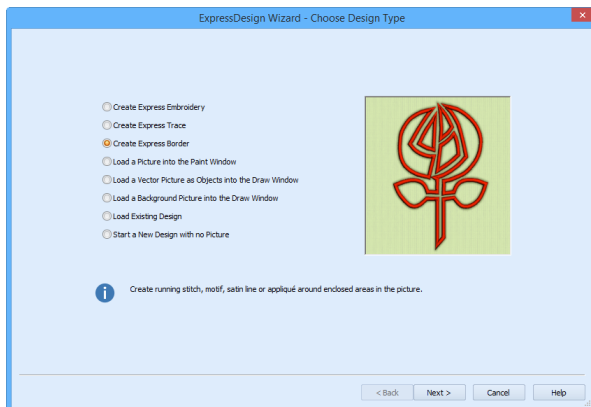 ExpressDesign Wizard - Choose Design Type
Create Express Embroidery
Create Express Trace
Create Express Border
Load a Picture into the Paint Window
Load a Vector Picture as Objects into the Draw Window
Load a Background Picture into the Draw Window
Load Existing Design
Start a New Design with no Picture
Create running stitch, motif, satin line or appliqué around enclosed areas in the picture.
< Back Next > Cancel Help